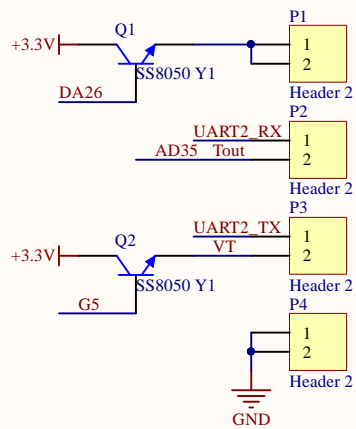 Q1
P1
+3.3V
1
SS8050 Y1
2
DA26
Header 2
P2
UART2_RX
1
AD35 Tout
2
Header 2
P3
UART2_TX
1
Q2
VT
+3.3V
2
SS8050 Y1
Header 2
G5
P4
1
2
Header 2
GND